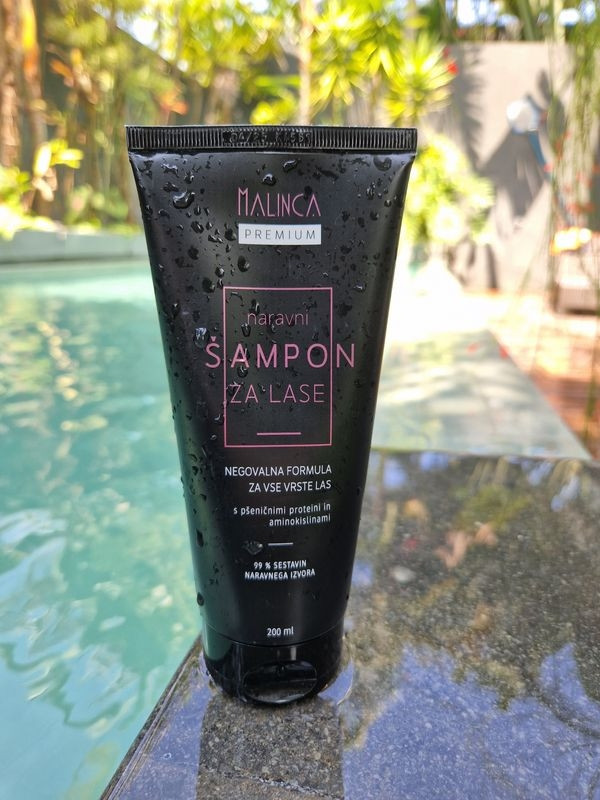 MALINCA
PREMIUM
naravni
ŠAMPON
ZA LASE
NEGOVALNA FORMULA
ZA VSE VRSTE LAS
s pšeničnimi proteini in
aminokislinami
99 % SESTAVIN
NARAVNEGA IZVORA
200 ml